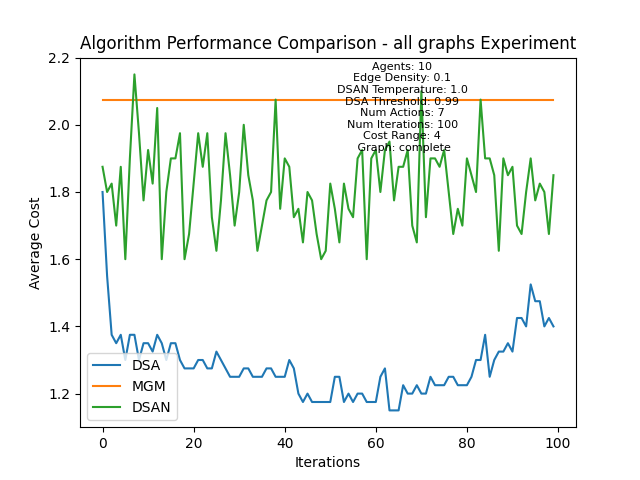 Algorithm Performance Comparison - all graphs Experiment
Agents: 10
Edge Density: 0.1
DSAN Temperature: 1.0
DSA Threshold: 0.99
Num Actions: 7
Num Iterations: 100
Cost Range: 4
Graph: complete
2.2
2.0
1.8
1.6
1.4
1.2
Average Cost
DSA
MGM
DSAN
0 20 40 60 80 100
Iterations